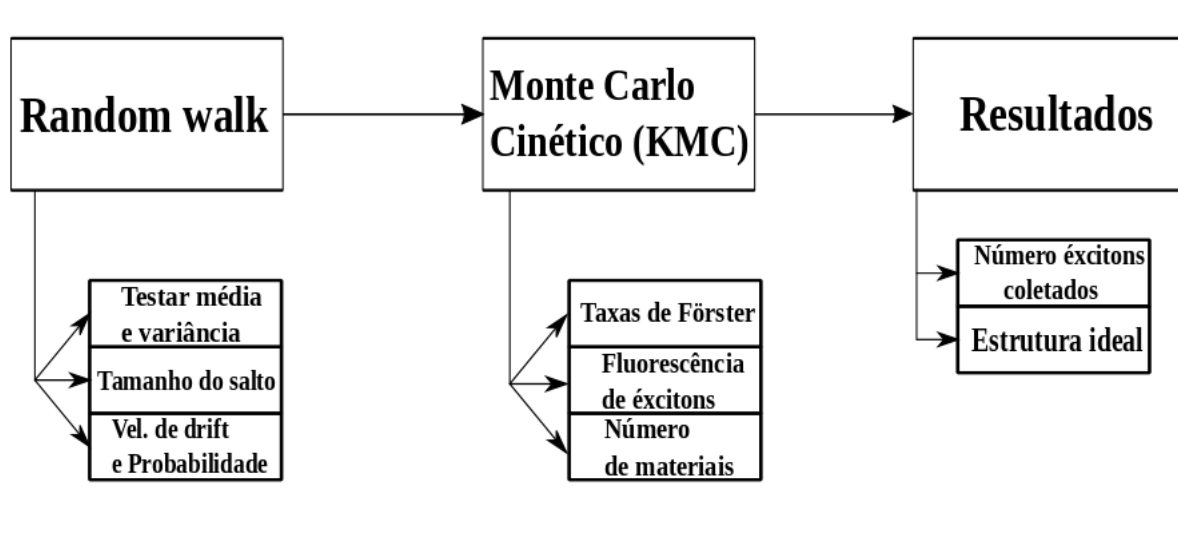 Random walk
Monte Carlo
Cinético (KMC)
Resultados
Testar média
e variância
Tamanho do salto
Vel. de drift
e Probabilidade
Taxas de Förster
Fluorescência
de éxcitons
Número
de materiais
Número éxcitons
coletados
Estrutura ideal